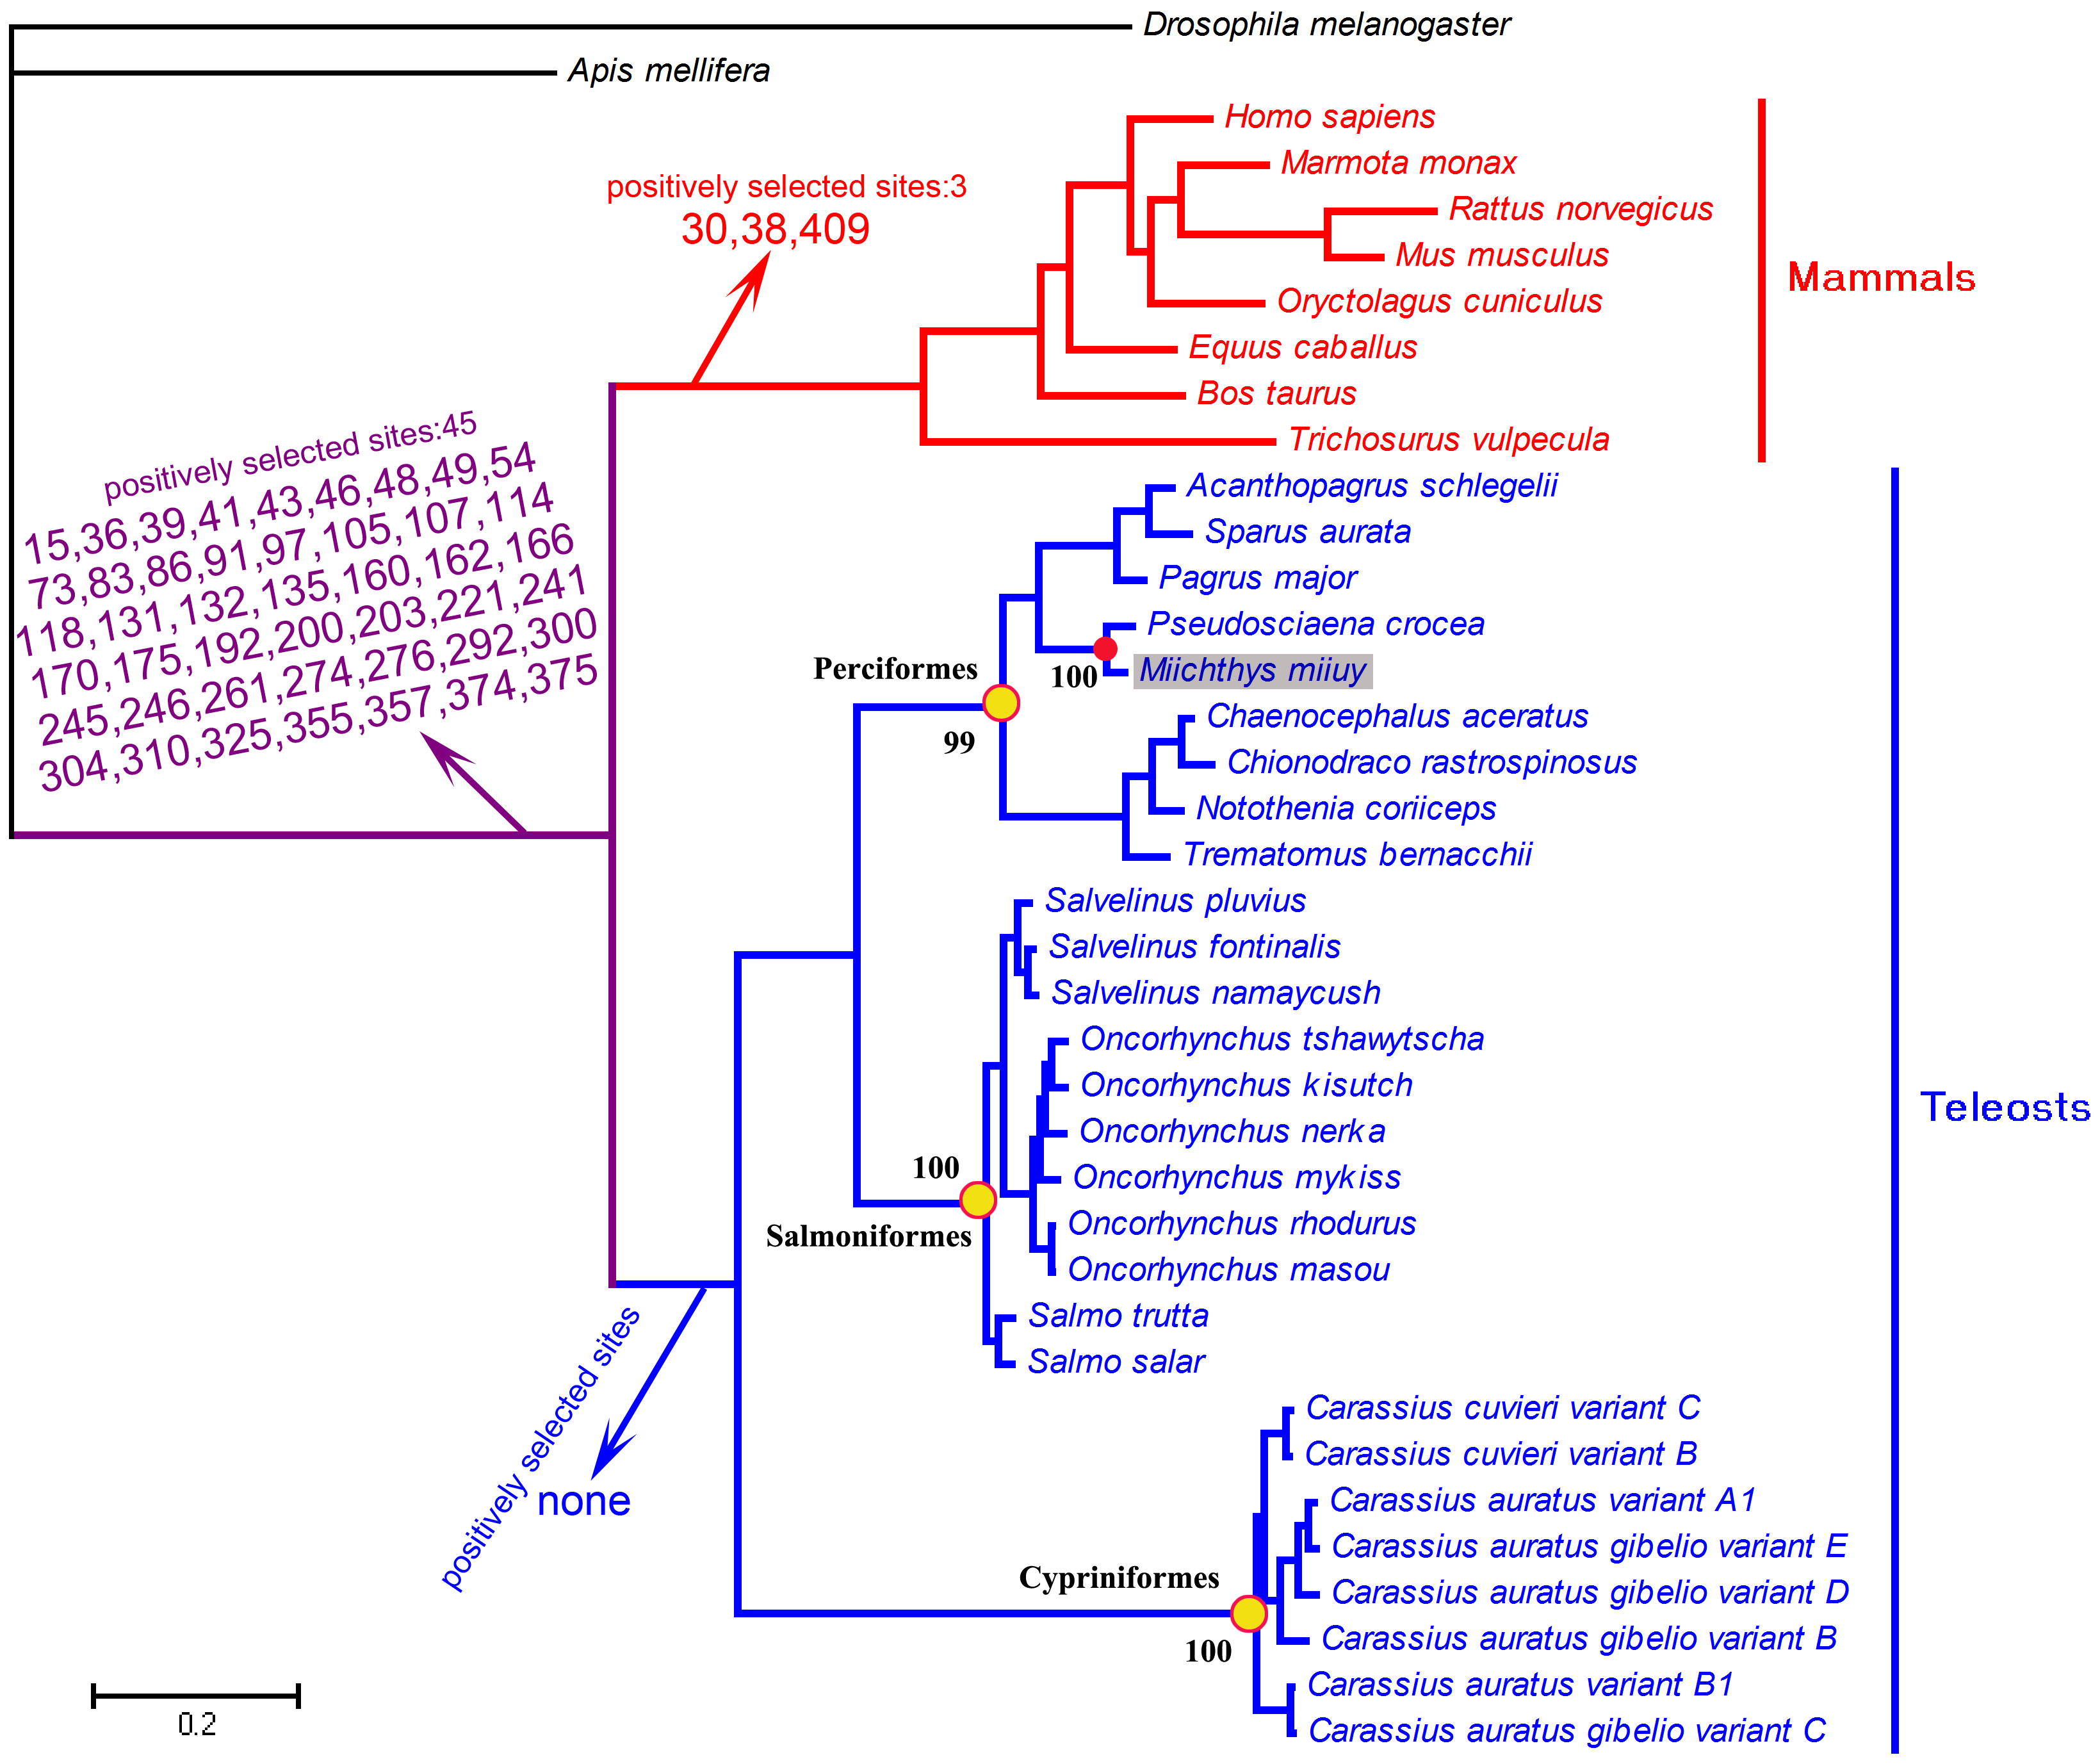 Drosophila melanogaster
Apis mellifera
Homo sapiens
Marmota monax
positively selected sites:3
30,38,409
Rattus norvegicus
Mus musculus
Mammals
Oryctolagus cuniculus
Equus caballus
Bos taurus
Trichosurus vulpecula
positively selected sites:45
15,36,39,41,43,46,48,49,54
73,83,86,91,97,105,107,114
118,131,132,135,160,162,166
170,175,192,200,203,221,241
245,246,261,274,276,292,300
304,310,325,355,357,374,375
Acanthopagrus schlegelii
Sparus aurata
Pagrus major
Pseudosciaena crocea
Perciformes
100
Miichthys miiuy
99
Chaenocephalus aceratus
Chionodraco rastrospinosus
Notothenia coriiceps
Trematomus bernacchii
Salvelinus pluvius
Salvelinus fontinalis
Salvelinus namaycush
Oncorhynchus tshawytscha
Oncorhynchus kisutch
Teleosts
Oncorhynchus nerka
100
Oncorhynchus mykiss
Salmoniformes
Oncorhynchus rhodurus
Oncorhynchus masou
Salmo trutta
Salmo salar
positively selected sites
none
Carassius cuvieri variant C
Carassius cuvieri variant B
Carassius auratus variant A1
Carassius auratus gibelio variant E
Cypriniformes
Carassius auratus gibelio variant D
100
Carassius auratus gibelio variant B
Carassius auratus variant B1
Carassius auratus gibelio variant C
0.2